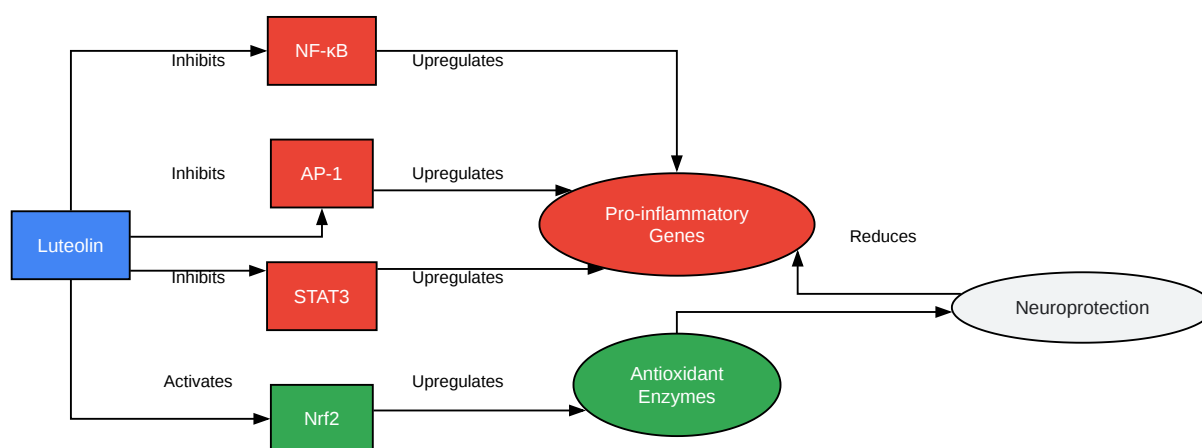 NF-κB
Inhibits
Upregulates
AP-1
Inhibits
Upregulates
Pro-inflammatory
Genes
Reduces
Luteolin
Inhibits
STAT3
Upregulates
Neuroprotection
Antioxidant
Enzymes
Activates
Nrf2
Upregulates